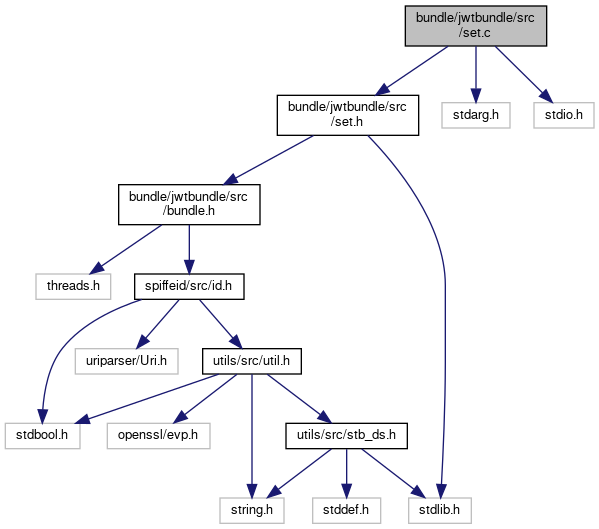 bundle/jwtbundle/src
/set.c
bundle/jwtbundle/src
/set.h
stdarg.h
stdio.h
bundle/jwtbundle/src
/bundle.h
threads.h
spiffeid/src/id.h
uriparser/Uri.h
utils/src/util.h
stdbool.h
openssl/evp.h
utils/src/stb_ds.h
string.h
stddef.h
stdlib.h